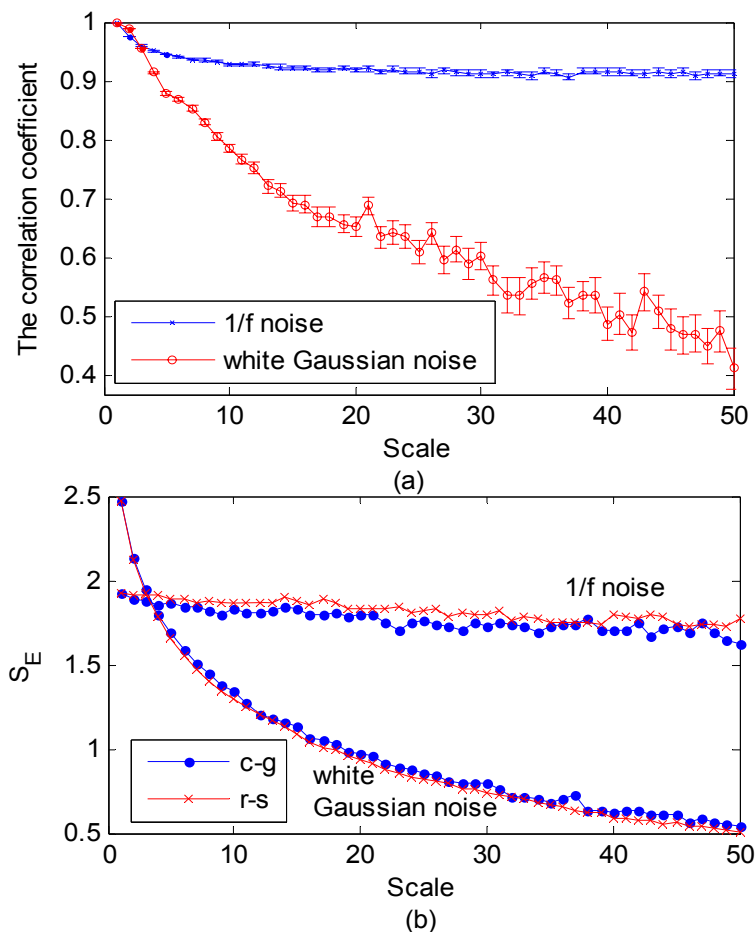 1
0.9
0.8
0.7
0.6
0.5
0.4
The correlation coefficient
1/f noise
white Gaussian noise
0 10 20 30 40 50
Scale
(a)
2.5
2
1.5
1
0.5
S_E
1/f noise
c-g
r-s
white
Gaussian noise
0 10 20 30 40 50
Scale
(b)